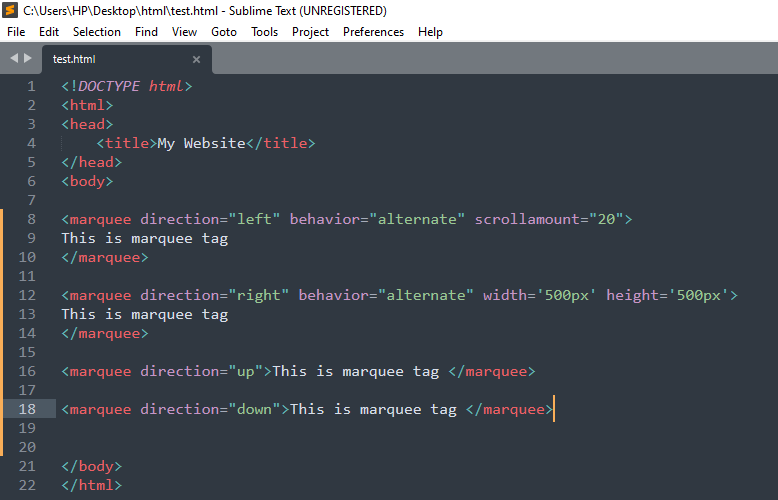 C:\Users\HP\Desktop\html\test.html - Sublime Text (UNREGISTERED)
File Edit Selection Find View Goto Tools Project Preferences Help
test.html ×
1 <!DOCTYPE html>
2 <html>
3 <head>
4     <title>My Website</title>
5 </head>
6 <body>
7
8 <marquee direction="left" behavior="alternate" scrollamount="20">
9 This is marquee tag
10 </marquee>
11
12 <marquee direction="right" behavior="alternate" width='500px' height='500px'>
13 This is marquee tag
14 </marquee>
15
16 <marquee direction="up">This is marquee tag </marquee>
17
18 <marquee direction="down">This is marquee tag </marquee>
19
20
21 </body>
22 </html>